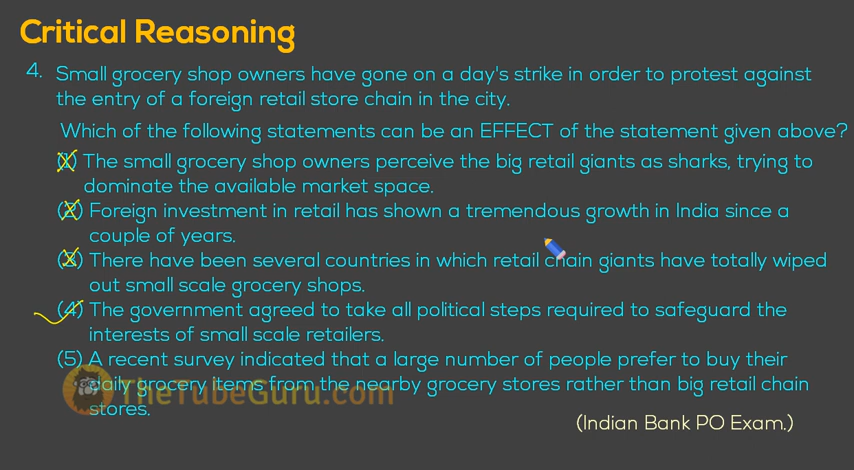 Critical Reasoning
4. Small grocery shop owners have gone on a day's strike in order to protest against
the entry of a foreign retail store chain in the city.
Which of the following statements can be an EFFECT of the statement given above?
(1) The small grocery shop owners perceive the big retail giants as sharks, trying to
dominate the available market space.
(2) Foreign investment in retail has shown a tremendous growth in India since a
couple of years.
(3) There have been several countries in which retail chain giants have totally wiped
out small scale grocery shops.
(4) The government agreed to take all political steps required to safeguard the
interests of small scale retailers.
(5) A recent survey indicated that a large number of people prefer to buy their
daily grocery items from the nearby grocery stores rather than big retail chain
stores.
TheTubeGuru.com
(Indian Bank PO Exam.)